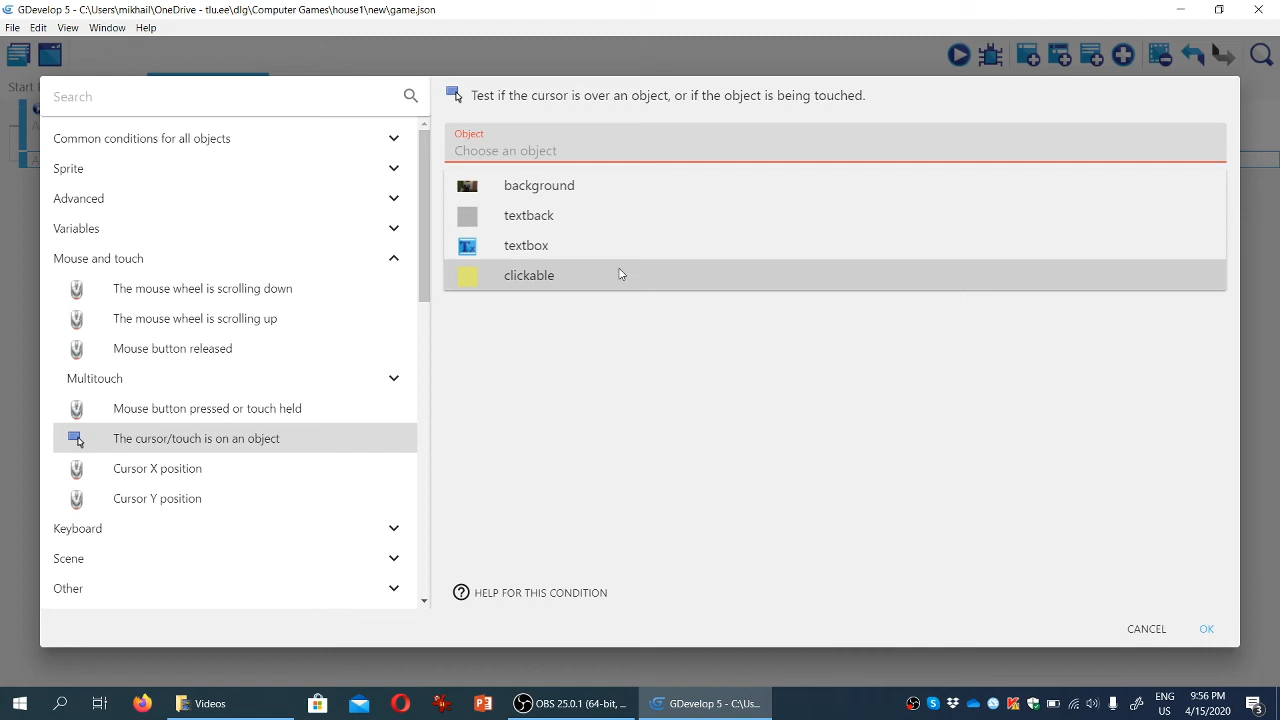 GDevelop 5 - C:\Users\mikhail\OneDrive - tlu.ee\dlg\Computer Games\house1\new\game.json
File Edit View Window Help
Start
Search
Common conditions for all objects
Sprite
Advanced
Variables
Mouse and touch
The mouse wheel is scrolling down
The mouse wheel is scrolling up
Mouse button released
Multitouch
Mouse button pressed or touch held
The cursor/touch is on an object
Cursor X position
Cursor Y position
Keyboard
Scene
Other
Test if the cursor is over an object, or if the object is being touched.
Object
Choose an object
background
textback
Tx textbox
clickable
? HELP FOR THIS CONDITION
CANCEL OK
Videos
OBS 25.0.1 (64-bit, ...
GDevelop 5 - C:\Us...
ENG
US
9:56 PM
4/15/2020
3